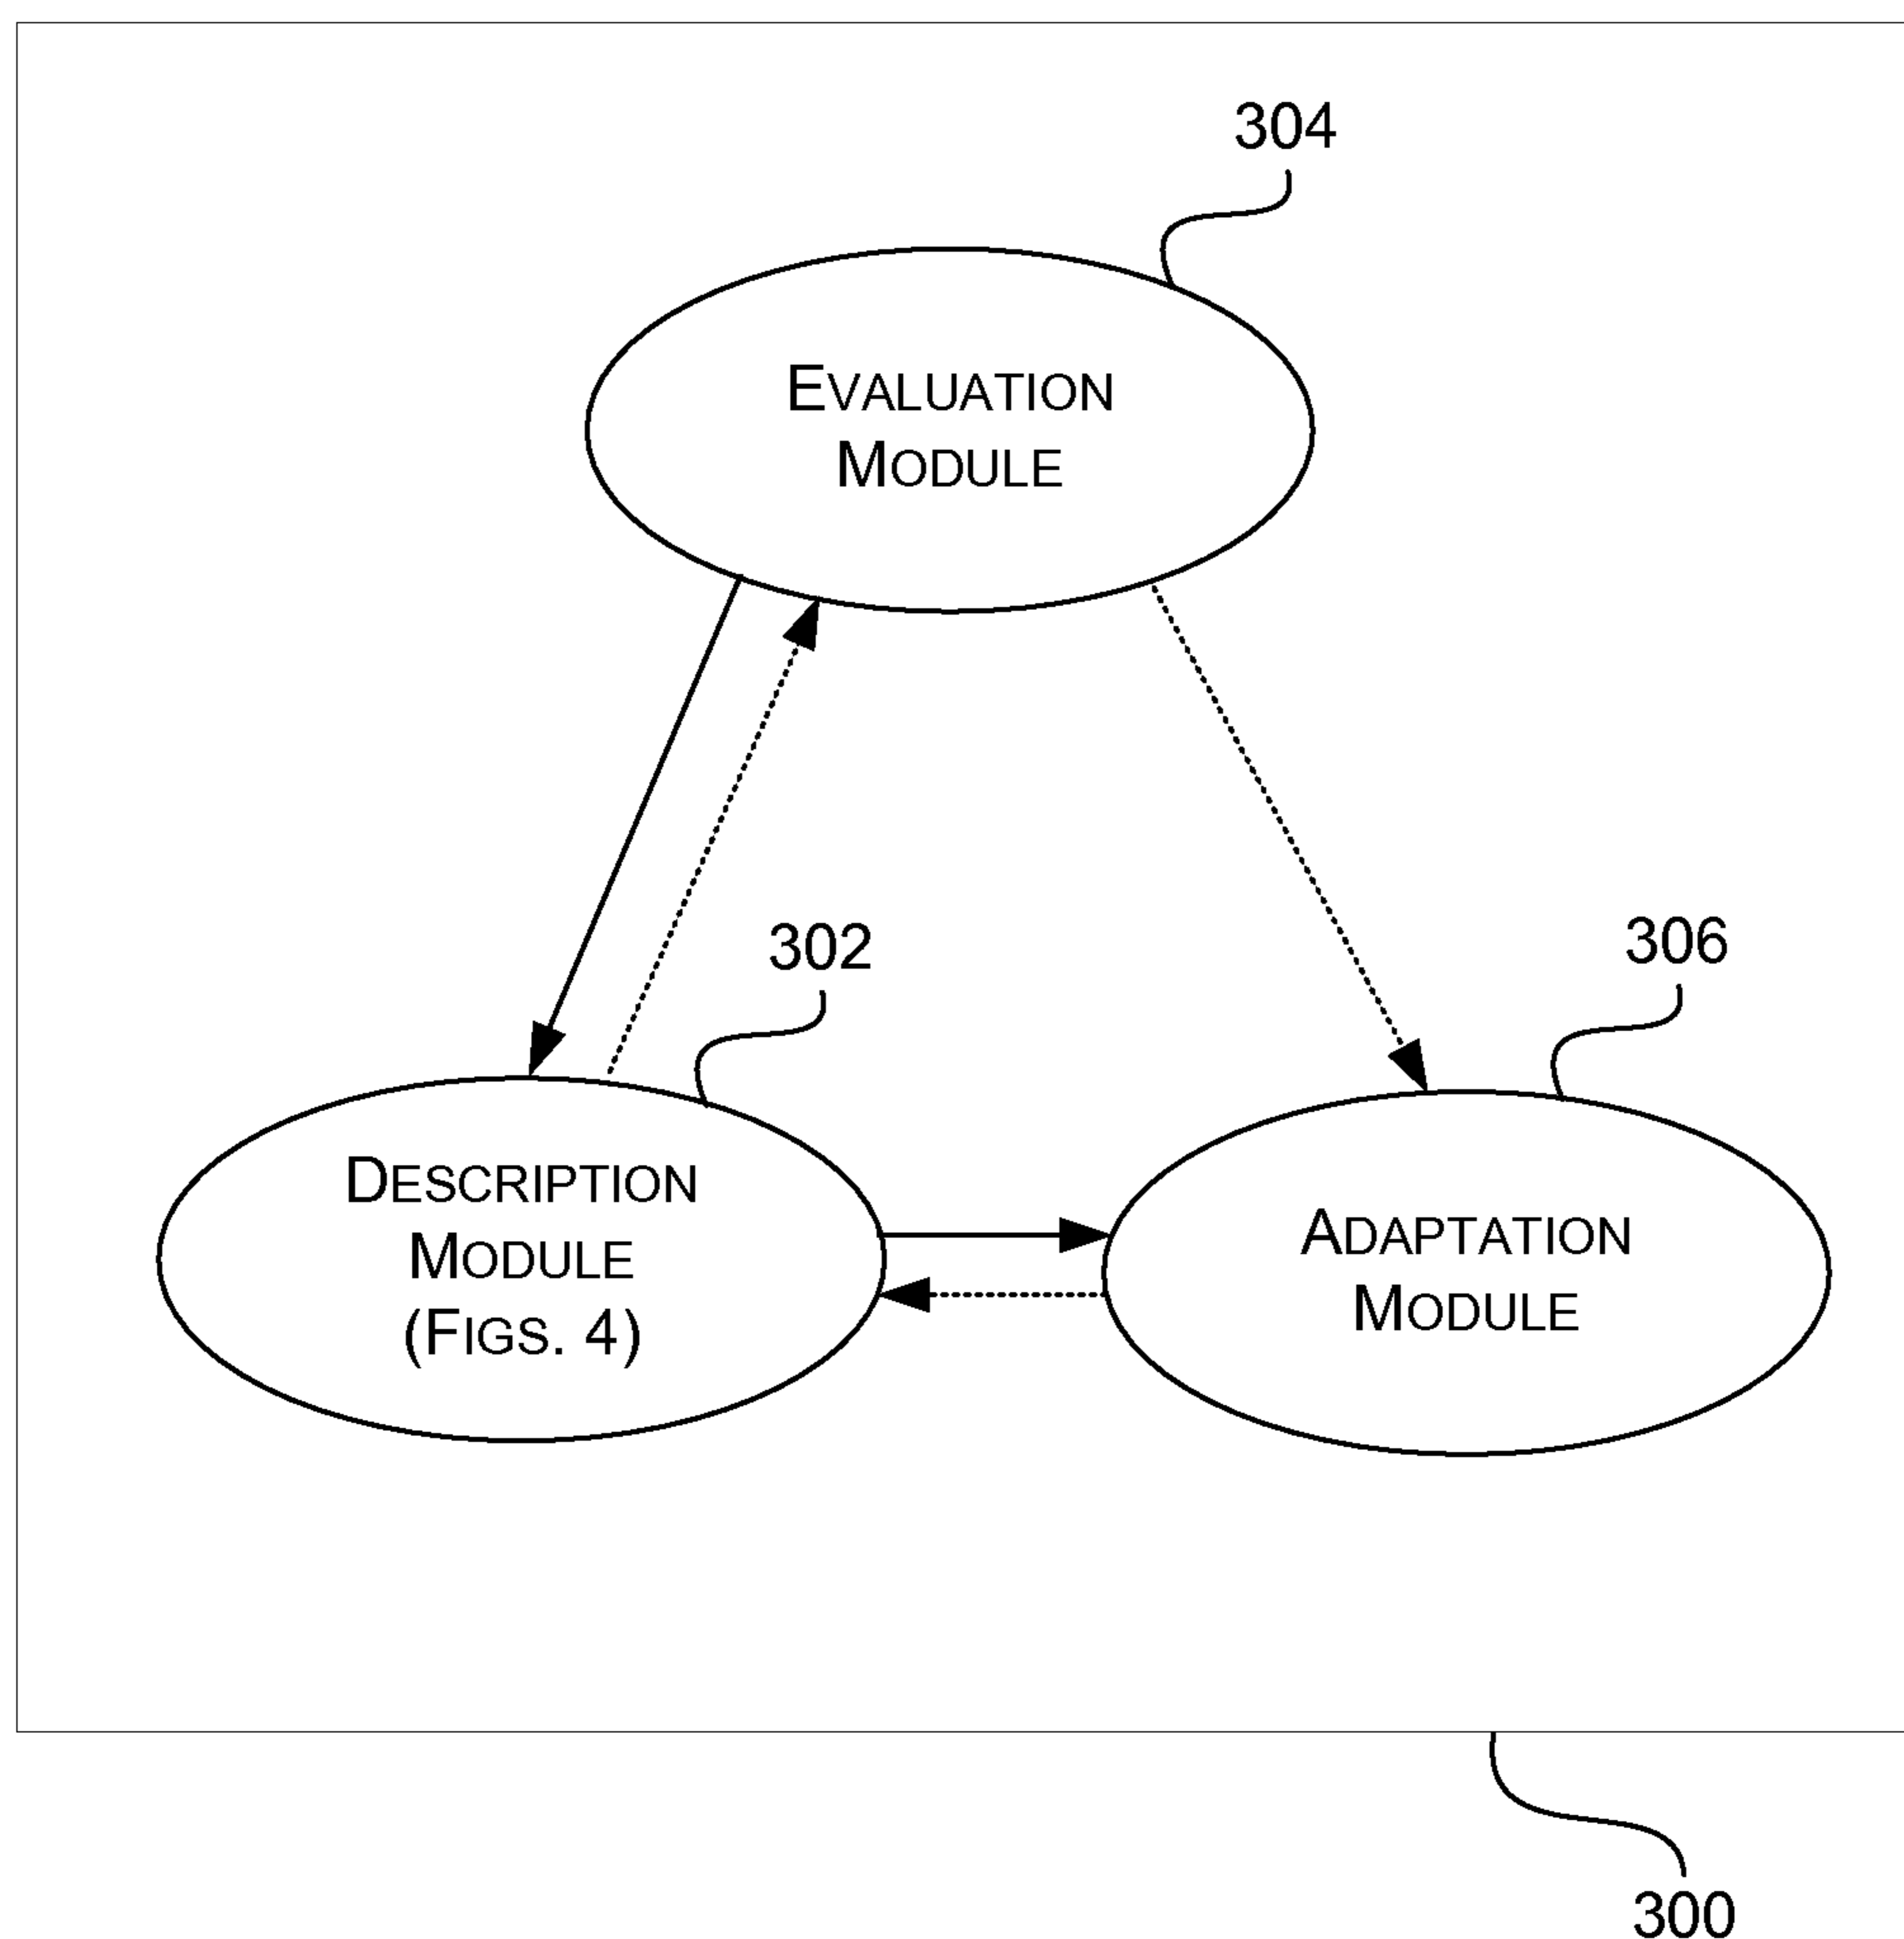 304
EVALUATION
MODULE
302
306
DESCRIPTION
MODULE
(FIGS. 4)
ADAPTATION
MODULE
300